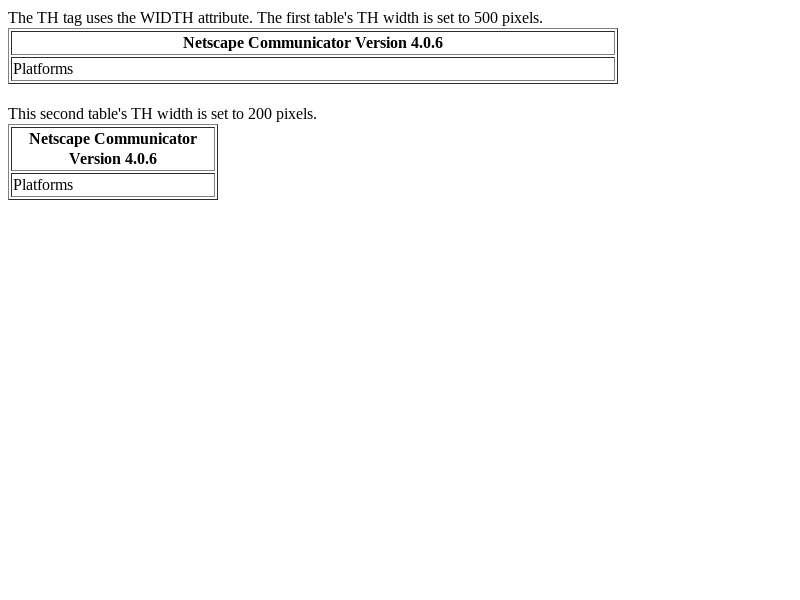 The TH tag uses the WIDTH attribute. The first table's TH width is set to 500 pixels.
Netscape Communicator Version 4.0.6
Platforms
This second table's TH width is set to 200 pixels.
Netscape Communicator
Version 4.0.6
Platforms